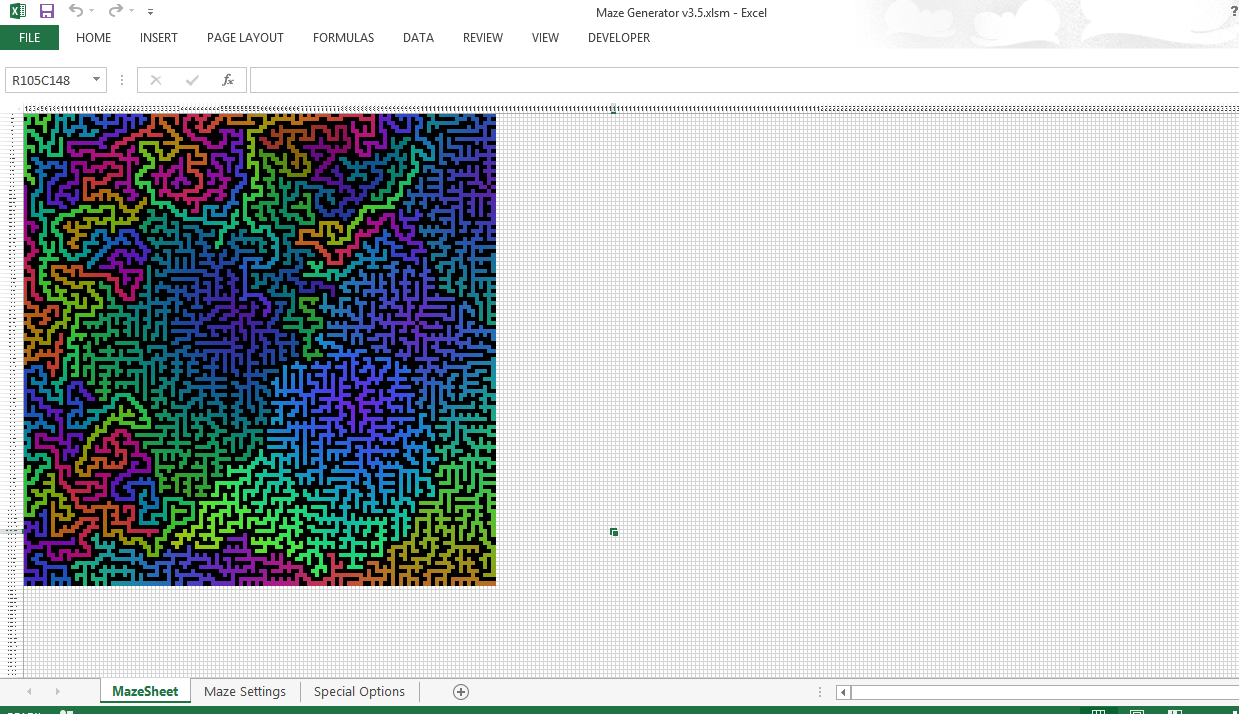 Maze Generator v3.5.xlsm - Excel
?
FILE HOME INSERT PAGE LAYOUT FORMULAS DATA REVIEW VIEW DEVELOPER
R105C148 fx
MazeSheet Maze Settings Special Options